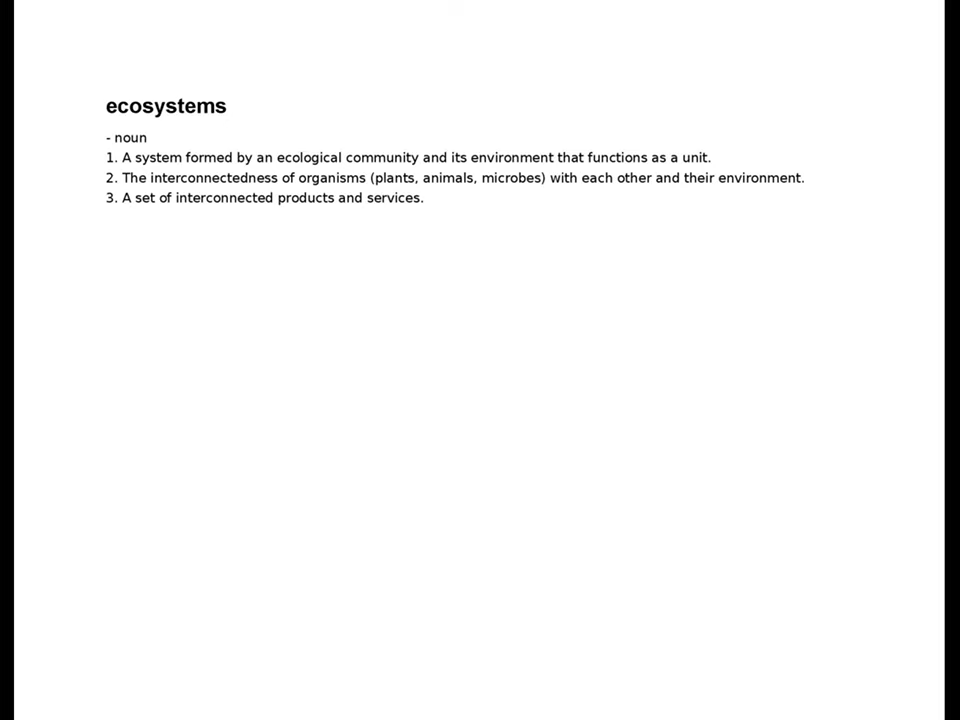 ecosystems
- noun
1. A system formed by an ecological community and its environment that functions as a unit.
2. The interconnectedness of organisms (plants, animals, microbes) with each other and their environment.
3. A set of interconnected products and services.